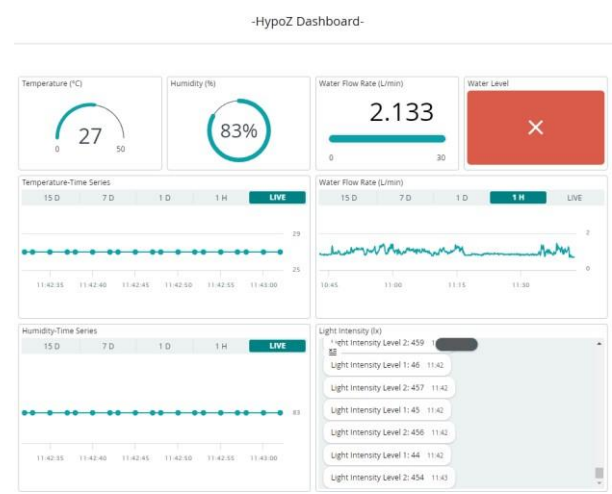 -HypoZ Dashboard-
Temperature (°C)
27
0 50
Humidity (%)
83%
Water Flow Rate (L/min)
2.133
0 30
Water Level
Temperature-Time Series
15 D 7 D 1 D 1 H LIVE
29
25
11:42:35 11:42:40 11:42:45 11:42:50 11:42:55 11:43:00
Water Flow Rate (L/min)
15 D 7 D 1 D 1 H LIVE
2
0
10:45 11:00 11:15 11:30
Humidity-Time Series
15 D 7 D 1 D 1 H LIVE
83
11:42:35 11:42:40 11:42:45 11:42:50 11:42:55 11:43:00
Light Intensity (lx)
Light Intensity Level 2: 459
Light Intensity Level 1: 46 11:42
Light Intensity Level 2: 457 11:42
Light Intensity Level 1: 45 11:42
Light Intensity Level 2: 456 11:42
Light Intensity Level 1: 44 11:42
Light Intensity Level 2: 454 11:43